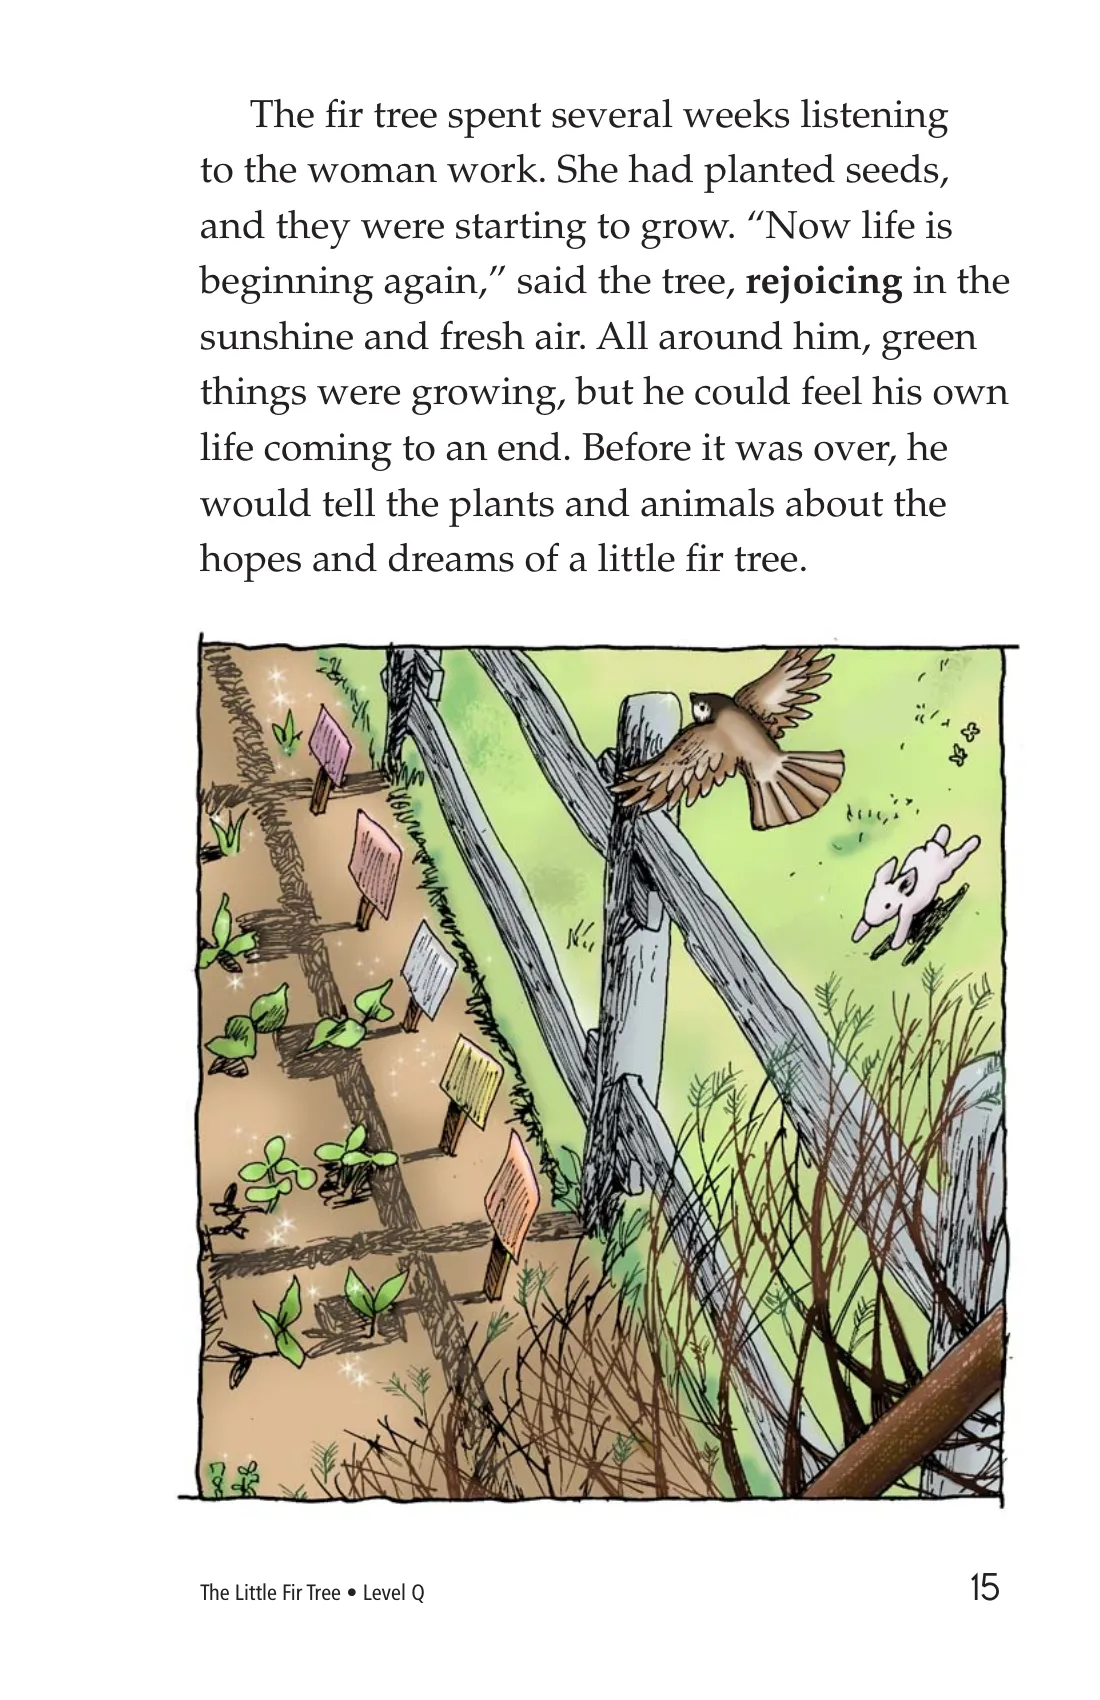 The fir tree spent several weeks listening
to the woman work. She had planted seeds,
and they were starting to grow. “Now life is
beginning again,” said the tree, rejoicing in the
sunshine and fresh air. All around him, green
things were growing, but he could feel his own
life coming to an end. Before it was over, he
would tell the plants and animals about the
hopes and dreams of a little fir tree.
The Little Fir Tree • Level Q
15